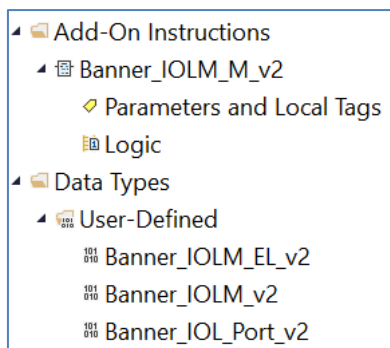 Add-On Instructions
Banner_IOLM_M_v2
Parameters and Local Tags
Logic
Data Types
User-Defined
Banner_IOLM_EL_v2
Banner_IOLM_v2
Banner_IOL_Port_v2